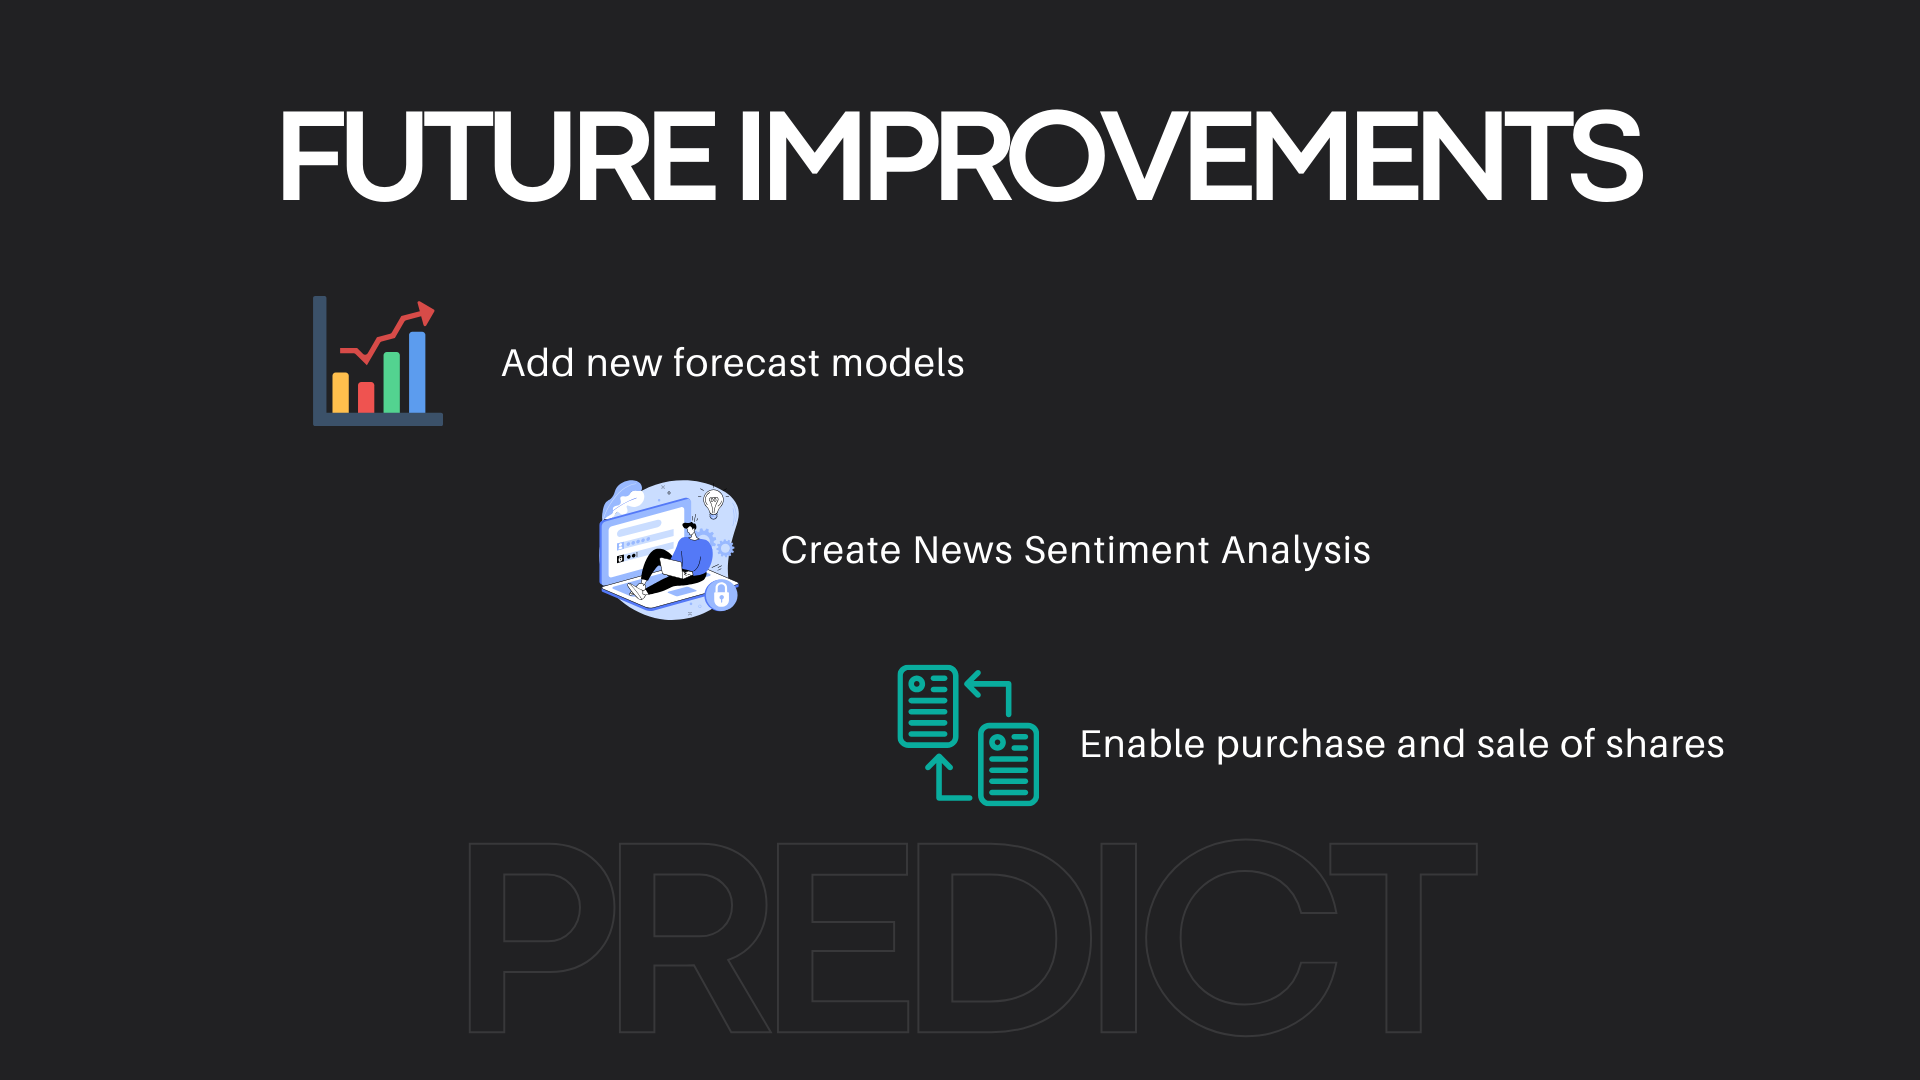 FUTURE IMPROVEMENTS
Add new forecast models
Create News Sentiment Analysis
Enable purchase and sale of shares
PREDICT